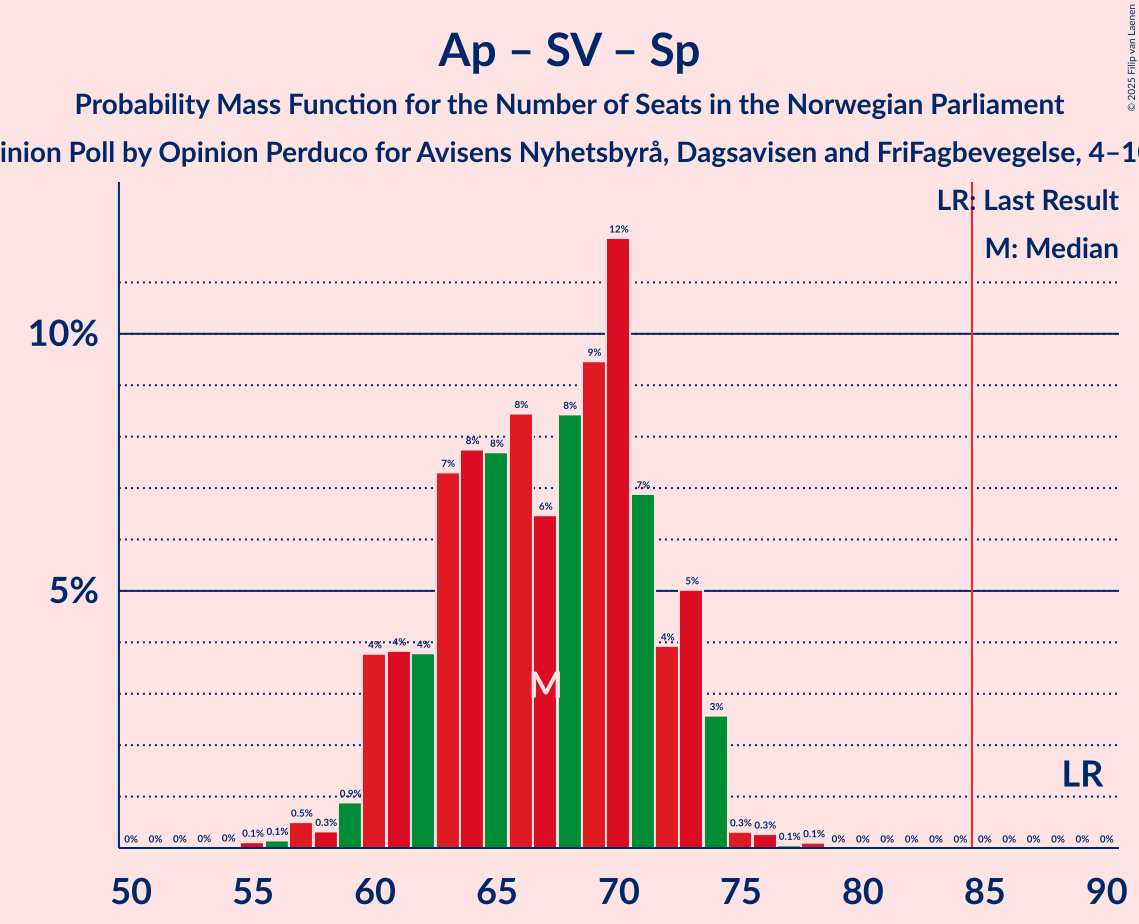 Ap – SV – Sp
Probability Mass Function for the Number of Seats in the Norwegian Parliament
Poll by Opinion Perduco for Avisens Nyhetsbyrå, Dagsavisen and FriFagbevegelse,
© 2025 Filip van Laenen
LR: Last Result
M: Median
10%
5%
0% 0% 0% 0% 0% 0.1% 0.1% 0.5% 0.3% 0.9% 4% 4% 4% 7% 8% 8% 8% 6% 8% 9% 12% 7% 4% 5% 3% 0.3% 0.3% 0.1% 0.1% 0% 0% 0% 0% 0% 0% 0% 0% 0% 0% 0% 0%
M
LR
50 55 60 65 70 75 80 85 90